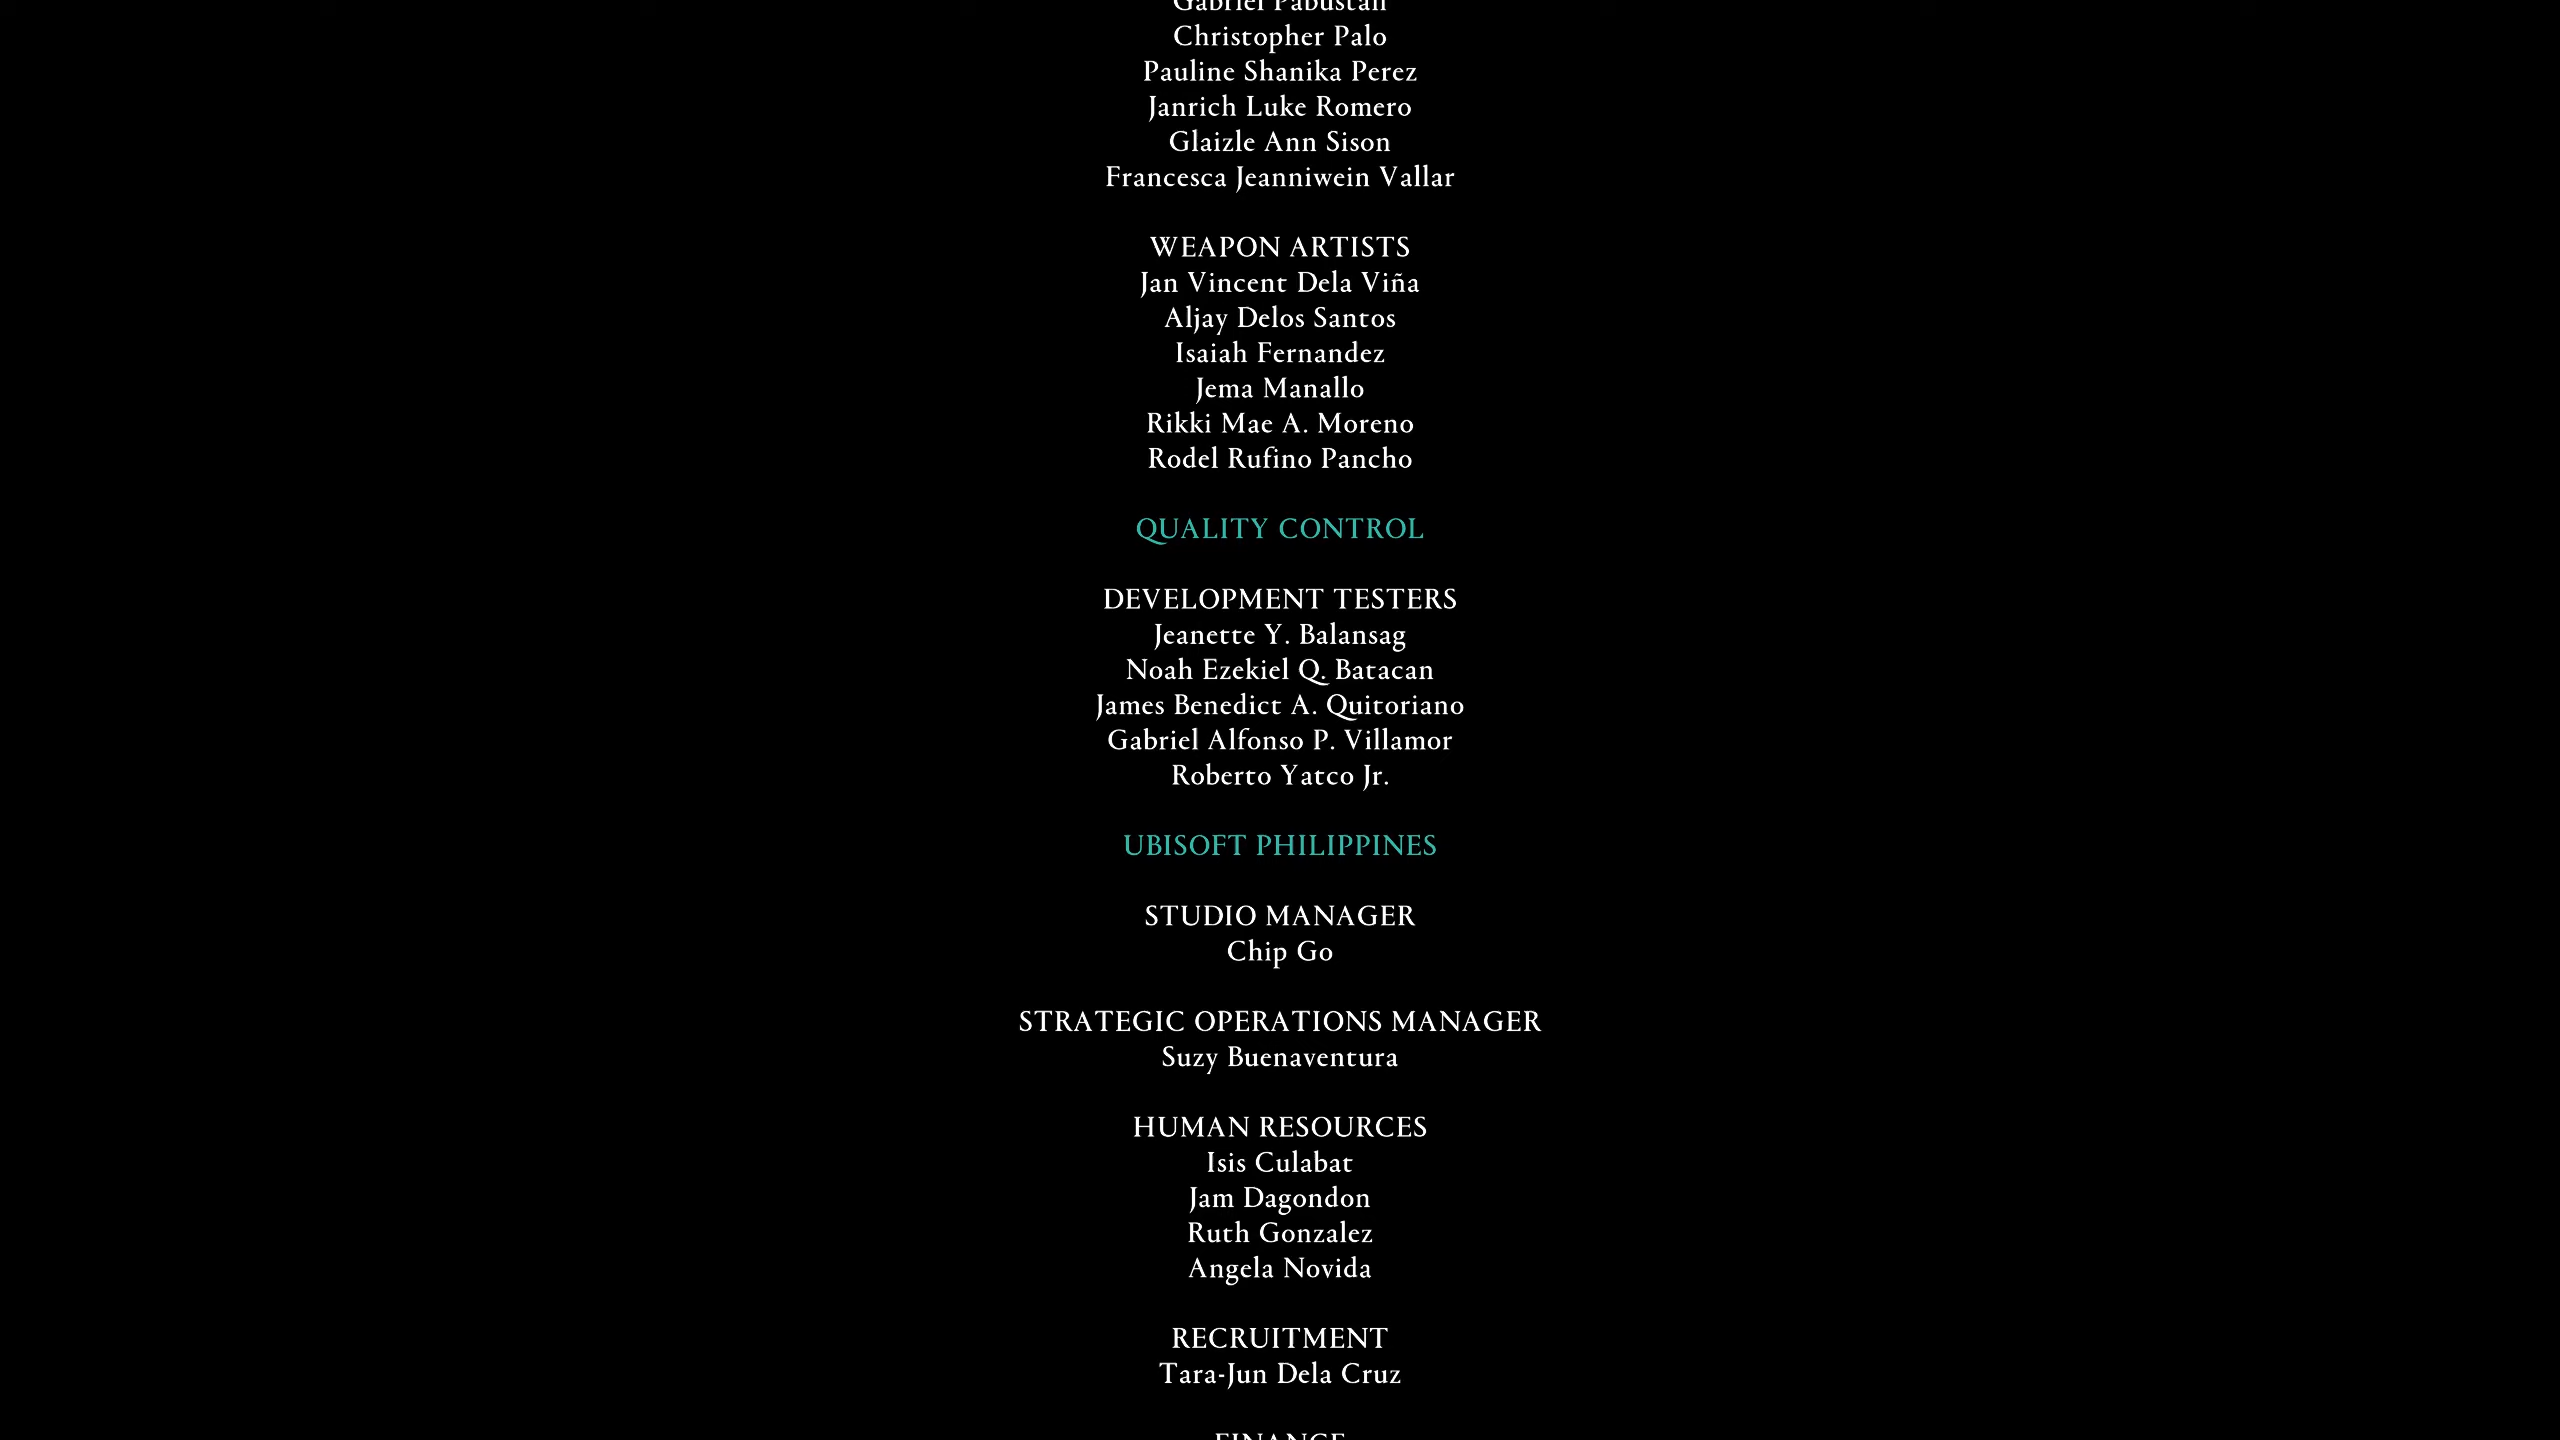 Gabriel Pabustan
Christopher Palo
Pauline Shanika Perez
Janrich Luke Romero
Glaizle Ann Sison
Francesca Jeanniwein Vallar
WEAPON ARTISTS
Jan Vincent Dela Viña
Aljay Delos Santos
Isaiah Fernandez
Jema Manallo
Rikki Mae A. Moreno
Rodel Rufino Pancho
QUALITY CONTROL
DEVELOPMENT TESTERS
Jeanette Y. Balansag
Noah Ezekiel Q. Batacan
James Benedict A. Quitoriano
Gabriel Alfonso P. Villamor
Roberto Yatco Jr.
UBISOFT PHILIPPINES
STUDIO MANAGER
Chip Go
STRATEGIC OPERATIONS MANAGER
Suzy Buenaventura
HUMAN RESOURCES
Isis Culabat
Jam Dagondon
Ruth Gonzalez
Angela Novida
RECRUITMENT
Tara-Jun Dela Cruz
FINANCE